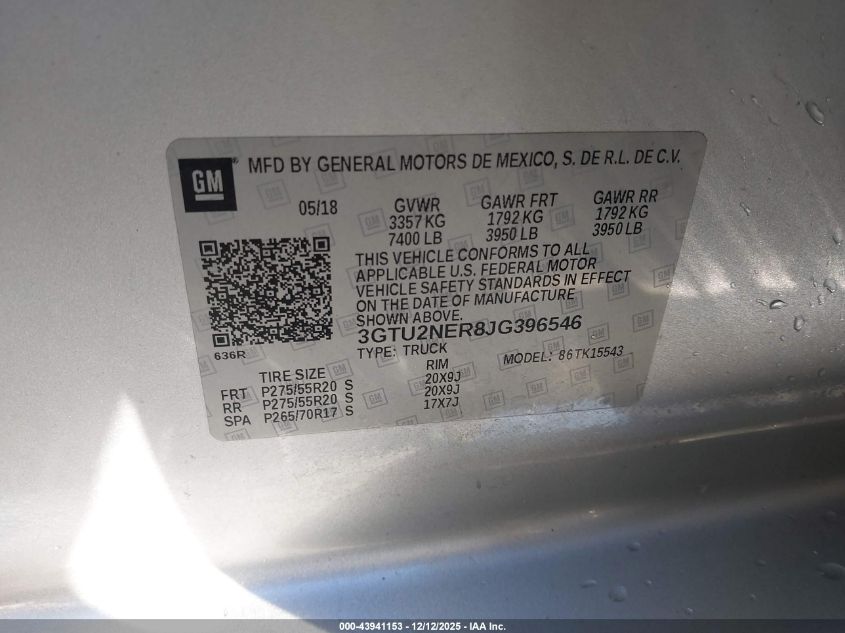 GM ® MFD BY GENERAL MOTORS DE MEXICO, S. DE R.L. DE C.V.
05/18 GVWR GAWR FRT GAWR RR
3357 KG 1792 KG 1792 KG
7400 LB 3950 LB 3950 LB
THIS VEHICLE CONFORMS TO ALL
APPLICABLE U.S. FEDERAL MOTOR
VEHICLE SAFETY STANDARDS IN EFFECT
ON THE DATE OF MANUFACTURE
SHOWN ABOVE.
3GTU2NER8JG396546
636R TYPE: TRUCK MODEL: 86TK15543
TIRE SIZE RIM
FRT P275/55R20 S 20X9J
RR P275/55R20 S 20X9J
SPA P265/70R17 S 17X7J
000-43941153 - 12/12/2025 - IAA Inc.